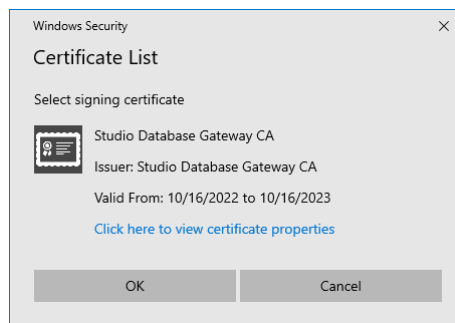 Windows Security
Certificate List
Select signing certificate
Studio Database Gateway CA
Issuer: Studio Database Gateway CA
Valid From: 10/16/2022 to 10/16/2023
Click here to view certificate properties
OK
Cancel